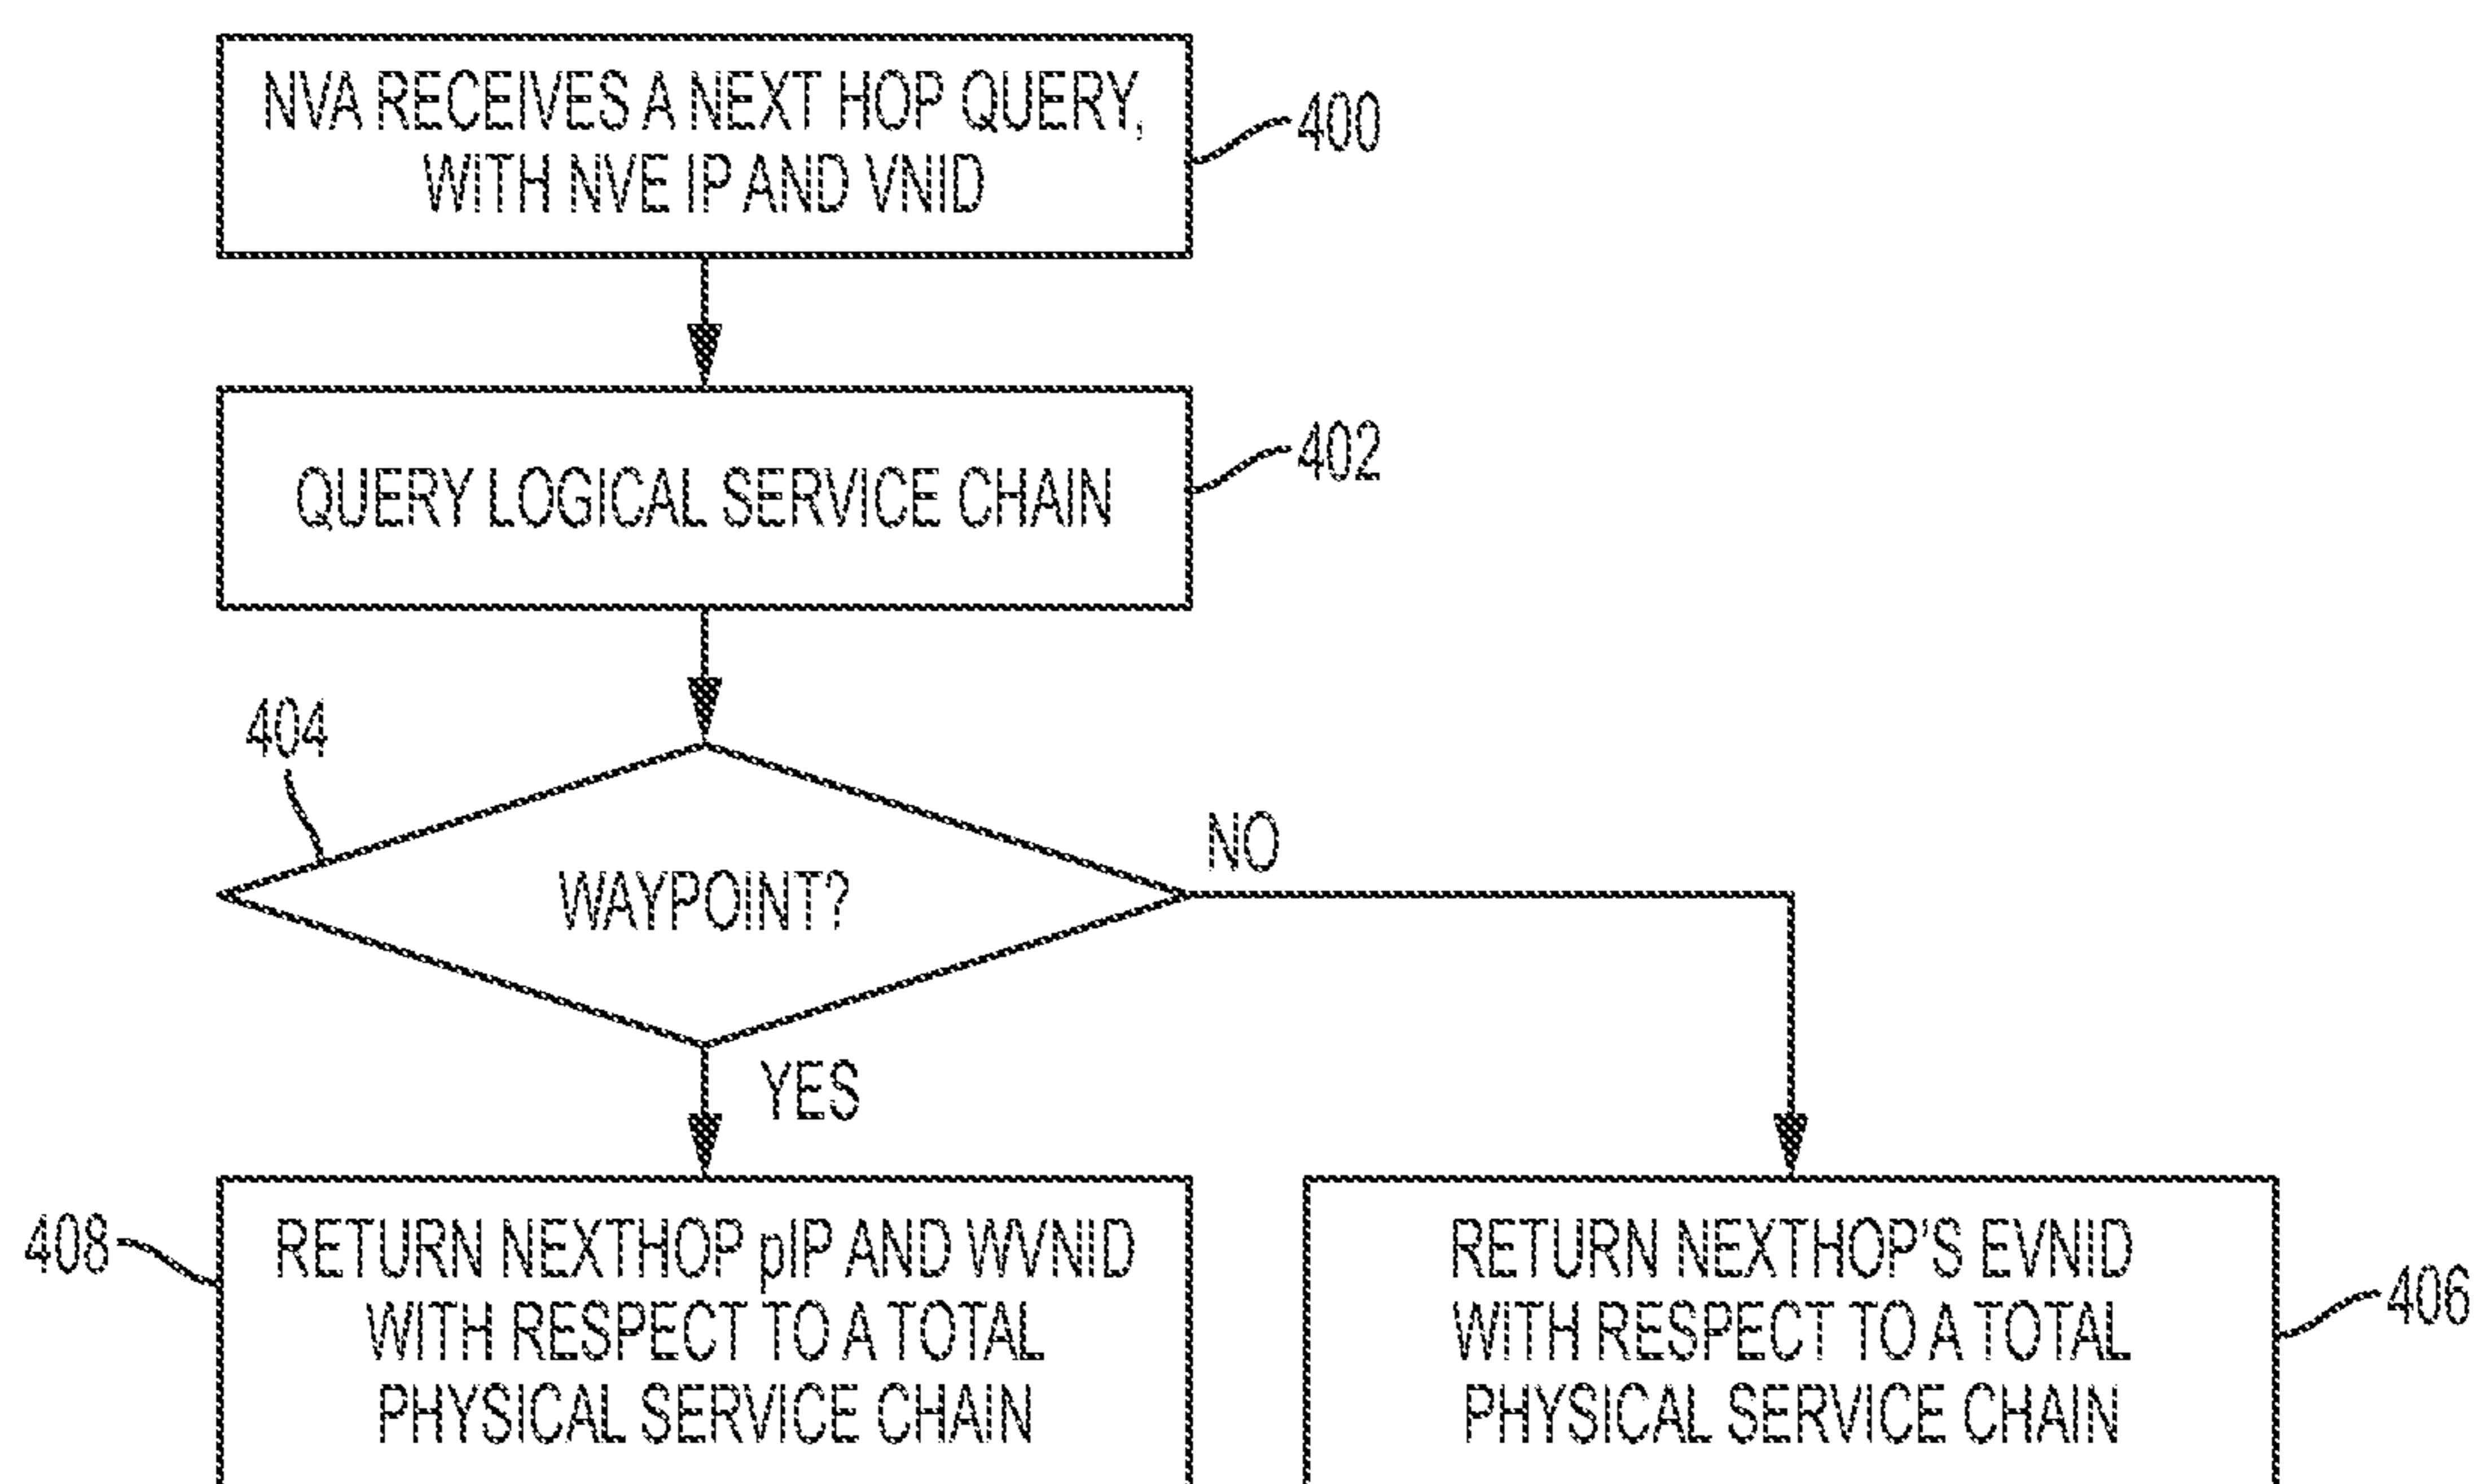 NVA RECEIVES A NEXT HOP QUERY,
WITH NVE IP AND VNID
400
QUERY LOGICAL SERVICE CHAIN
402
404
WAYPOINT?
NO
YES
408
RETURN NEXTHOP pIP AND WVNID
WITH RESPECT TO A TOTAL
PHYSICAL SERVICE CHAIN
RETURN NEXTHOP'S EVNID
WITH RESPECT TO A TOTAL
PHYSICAL SERVICE CHAIN
406